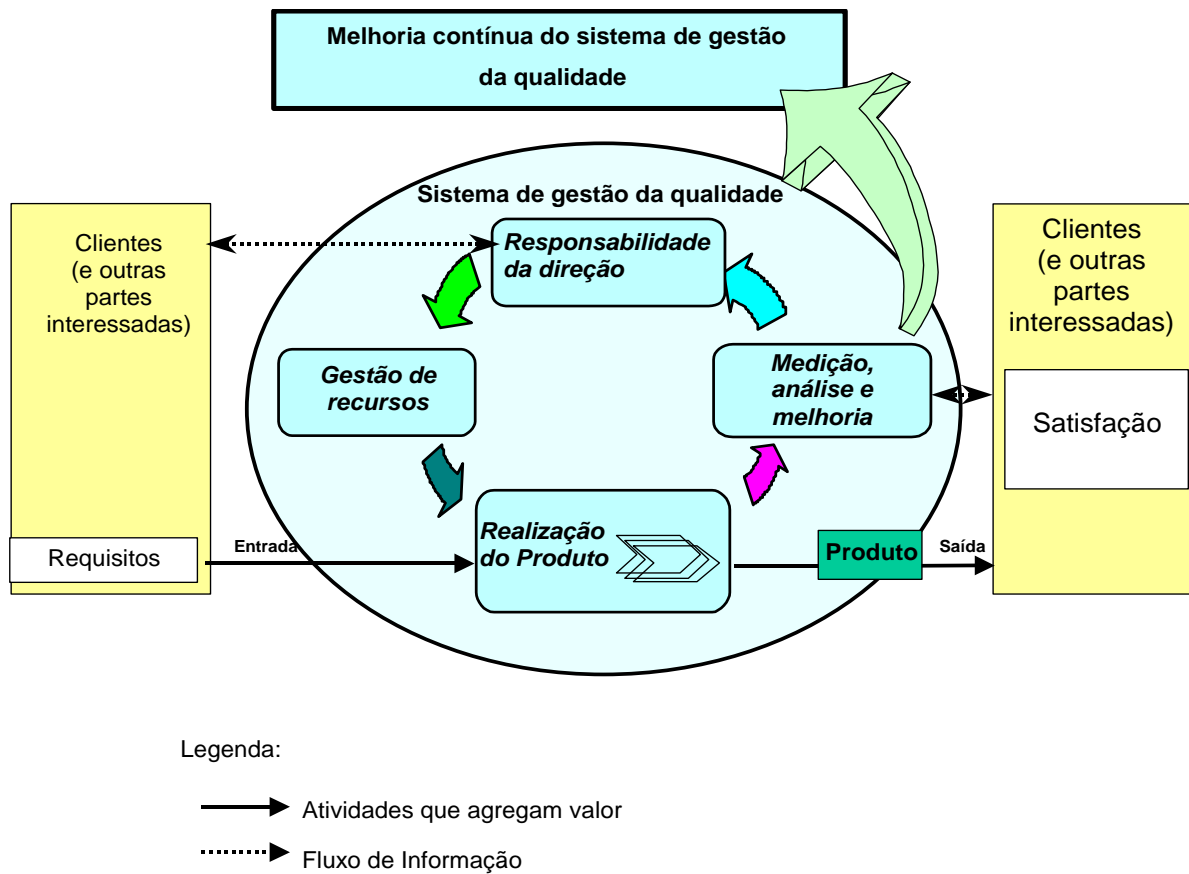 Melhoria contínua do sistema de gestão
da qualidade
Sistema de gestão da qualidade
Clientes
(e outras
partes
interessadas)
Responsabilidade
da direção
Clientes
(e outras
partes
interessadas)
Gestão de
recursos
Medição,
análise e
melhoria
Satisfação
Requisitos
Entrada
Realização
do Produto
Produto
Saída
Legenda:
Atividades que agregam valor
Fluxo de Informação